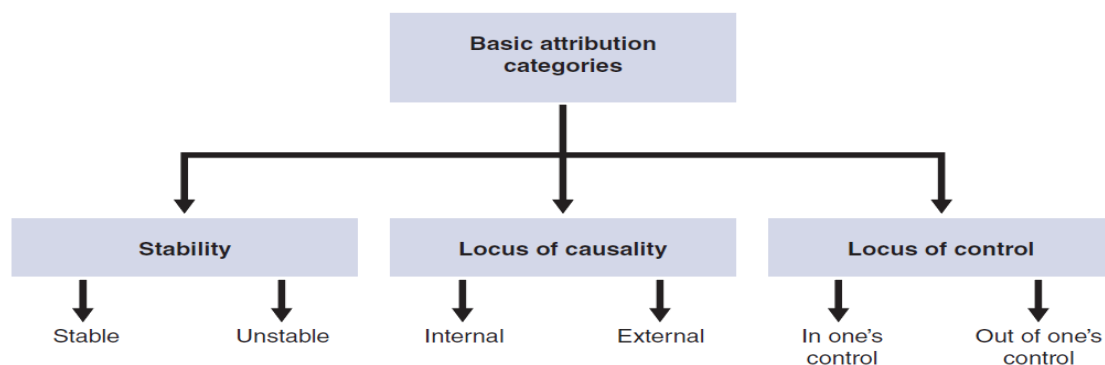 Basic attribution
categories
Stability
Locus of causality
Locus of control
Stable
Unstable
Internal
External
In one's
control
Out of one's
control